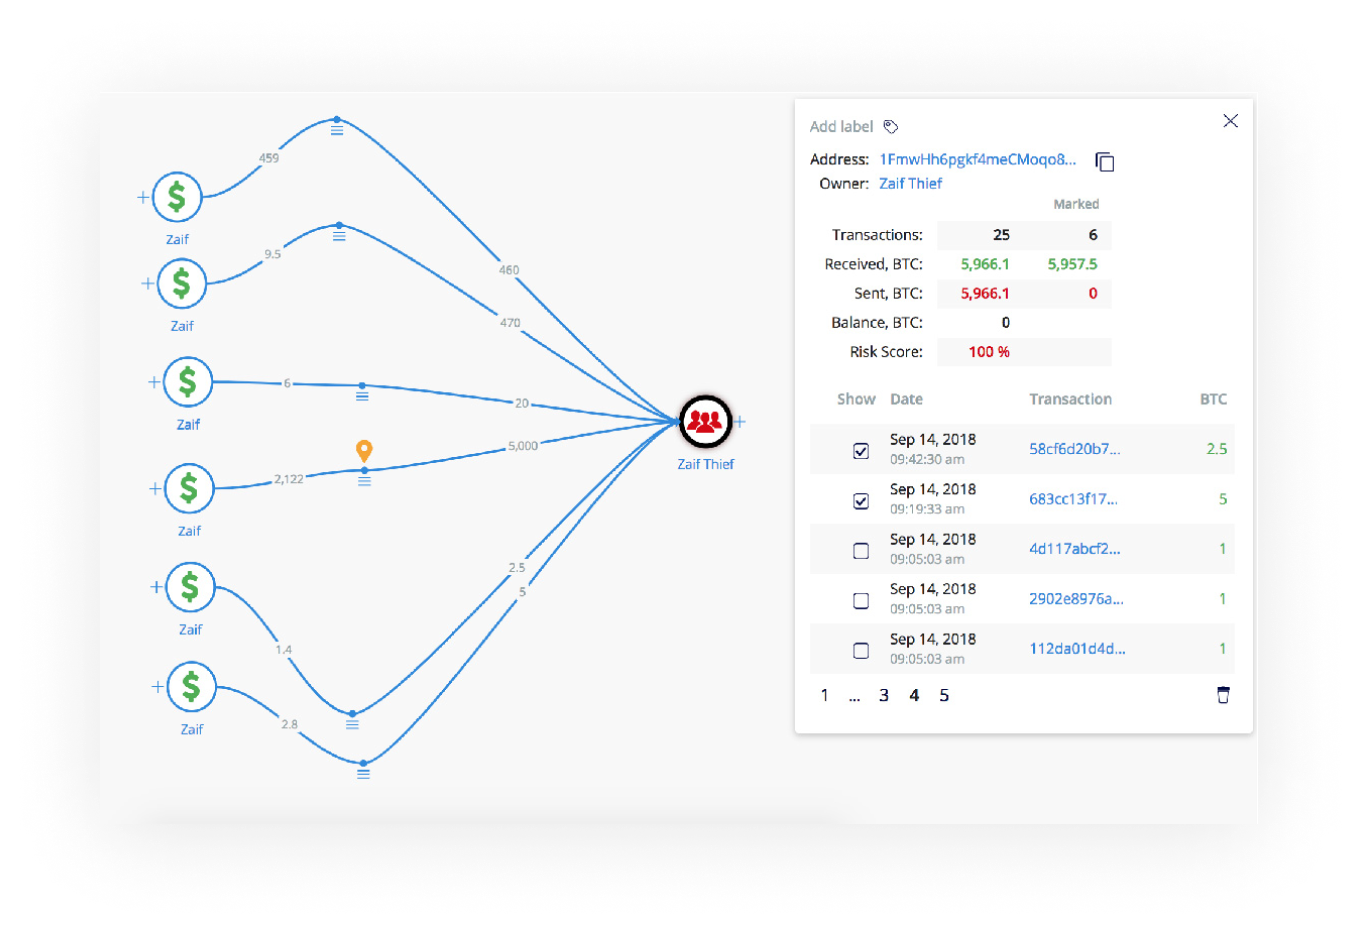 459
Zaif
9.5
Zaif
6
Zaif
2,122
Zaif
1.4
Zaif
2.8
Zaif
460
470
20
5,000
2.5
5
Zaif Thief
Add label
Address: 1FmwHh6pgkf4meCMoqo8...
Owner: Zaif Thief
Marked
Transactions: 25 6
Received, BTC: 5,966.1 5,957.5
Sent, BTC: 5,966.1 0
Balance, BTC: 0
Risk Score: 100 %
Show Date Transaction BTC
Sep 14, 2018
09:42:30 am
58cf6d20b7... 2.5
Sep 14, 2018
09:19:33 am
683cc13f17... 5
Sep 14, 2018
09:05:03 am
4d117abcf2... 1
Sep 14, 2018
09:05:03 am
2902e8976a... 1
Sep 14, 2018
09:05:03 am
112da01d4d... 1
1 ... 3 4 5